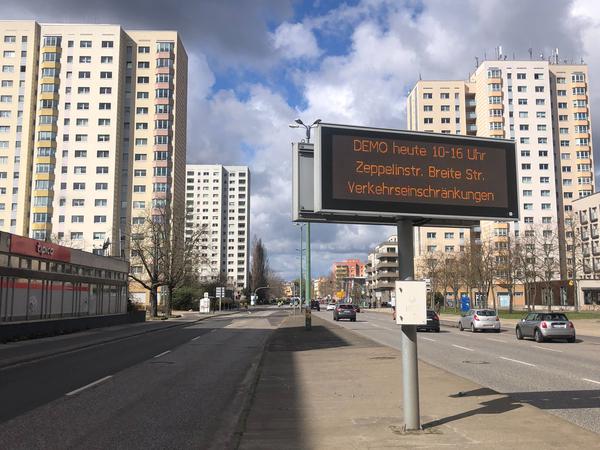 DEMO heute 10-16 Uhr
Zeppelinstr. Breite Str.
Verkehrseinschränkungen